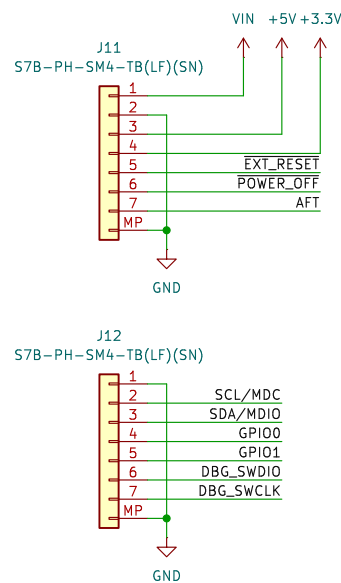 VIN +5V +3.3V
J11
S7B-PH-SM4-TB(LF)(SN)
1
2
3
4
5 EXT_RESET
6 POWER_OFF
7 AFT
MP
GND
J12
S7B-PH-SM4-TB(LF)(SN)
1
2 SCL/MDC
3 SDA/MDIO
4 GPIO0
5 GPIO1
6 DBG_SWDIO
7 DBG_SWCLK
MP
GND